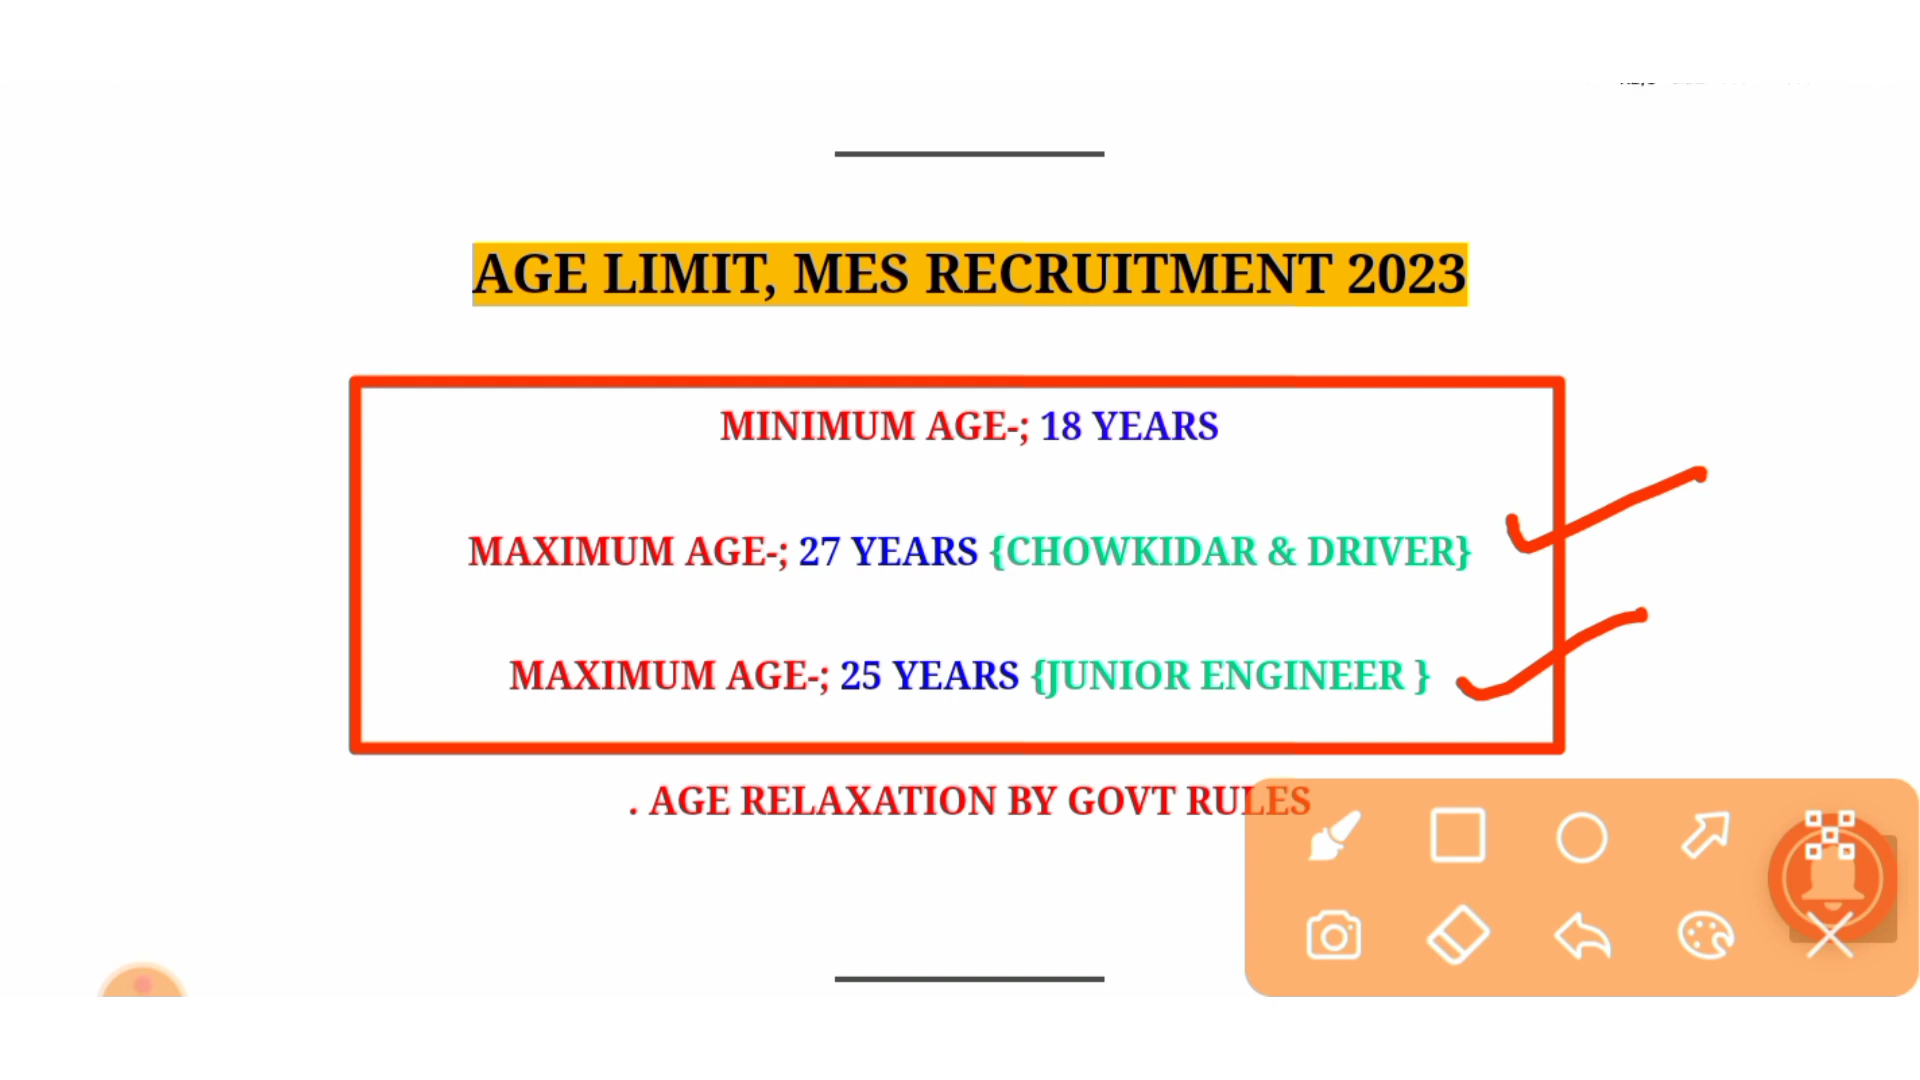 AGE LIMIT, MES RECRUITMENT 2023
MINIMUM AGE-; 18 YEARS
MAXIMUM AGE-; 27 YEARS {CHOWKIDAR & DRIVER}
MAXIMUM AGE-; 25 YEARS {JUNIOR ENGINEER }
. AGE RELAXATION BY GOVT RULES